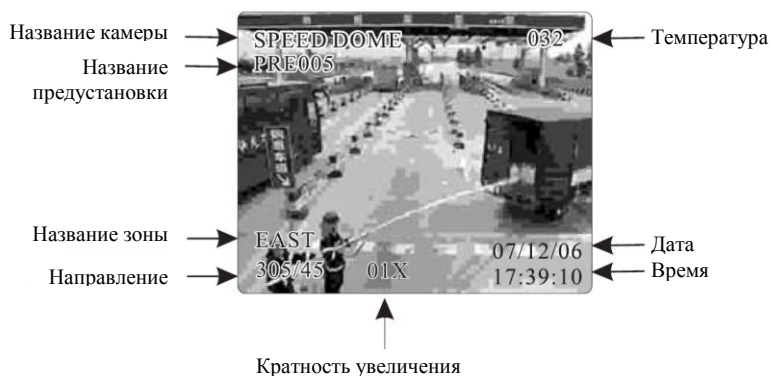 Название камеры
SPEED DOME
032
Температура
Название
предустановки
PRE005
Название зоны
EAST
07/12/06
Дата
Направление
305/45
01X
17:39:10
Время
Кратность увеличения